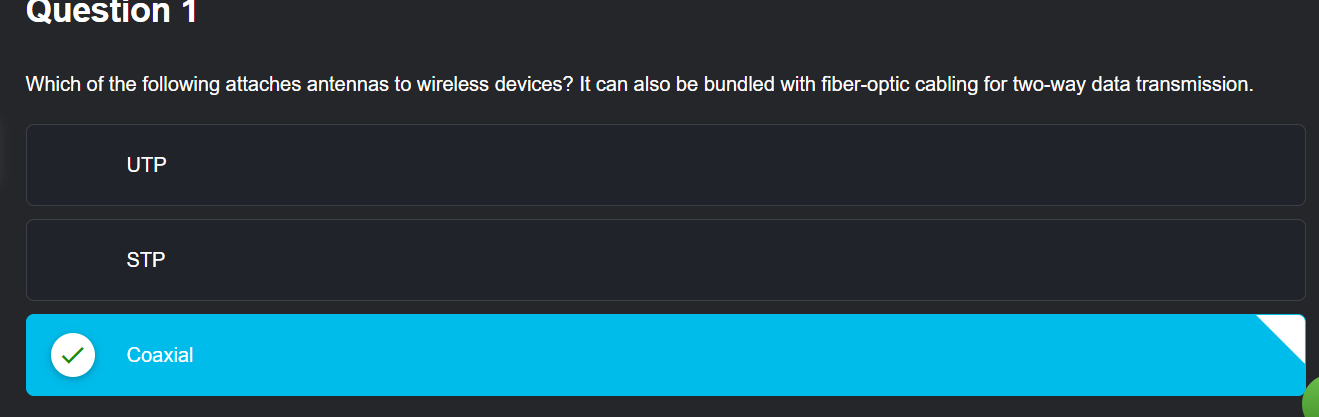 Question 1
Which of the following attaches antennas to wireless devices? It can also be bundled with fiber-optic cabling for two-way data transmission.
UTP
STP
Coaxial